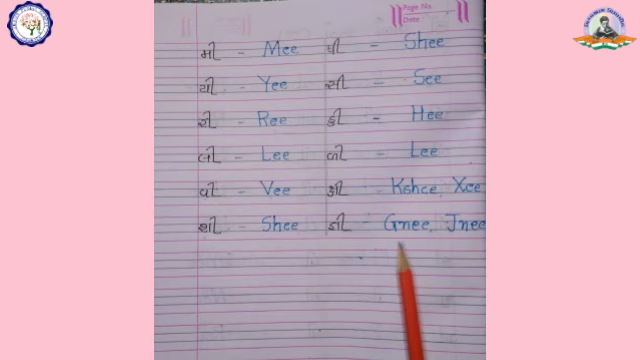 Page No.
Date
મી - Mee ષી - Shee
યી - Yee સી - See
રી - Ree હી - Hee
લી - Lee ળી - Lee
વી - Vee ક્ષી - Kshee, Xee
શી - Shee જ્ઞી - Gnee, Jnee